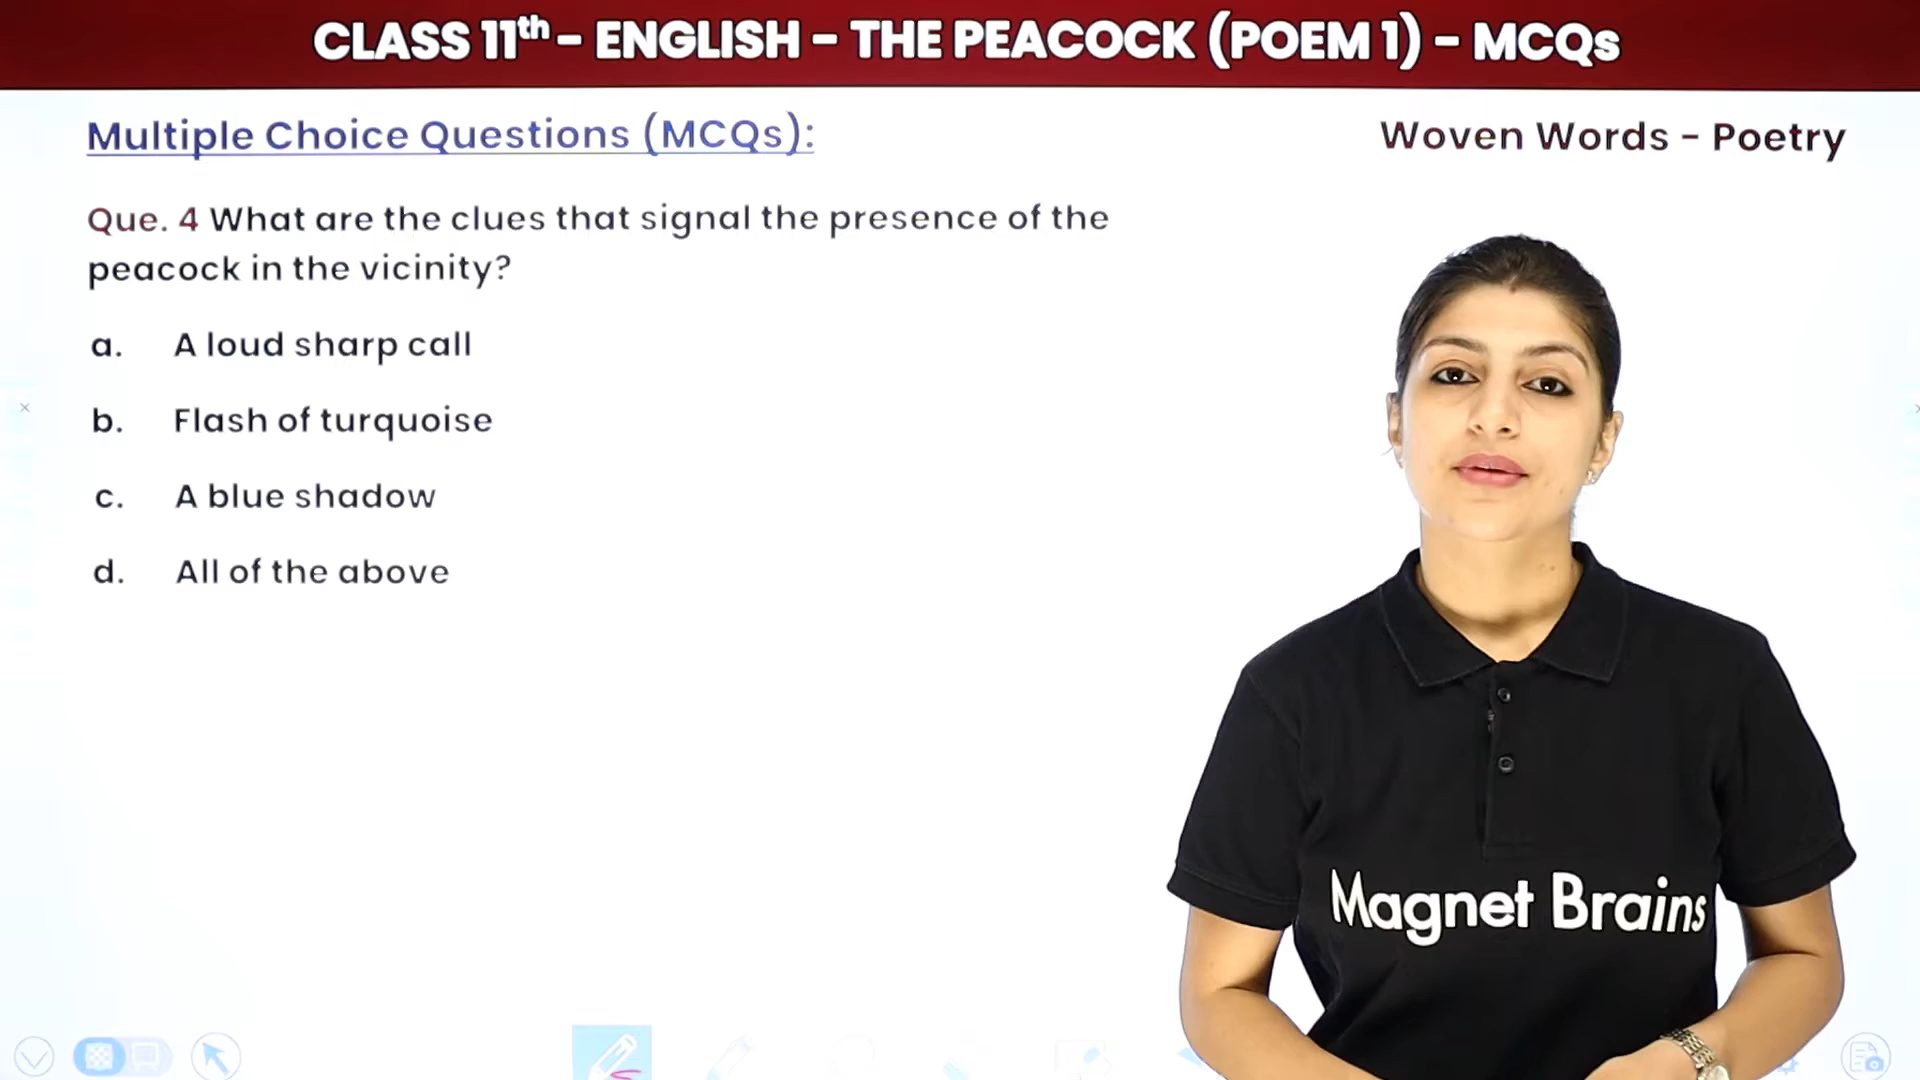 CLASS 11th – ENGLISH – THE PEACOCK (POEM 1) – MCQs
Multiple Choice Questions (MCQs):
Woven Words – Poetry
Que. 4 What are the clues that signal the presence of the
peacock in the vicinity?
a. A loud sharp call
b. Flash of turquoise
c. A blue shadow
d. All of the above
Magnet Brains